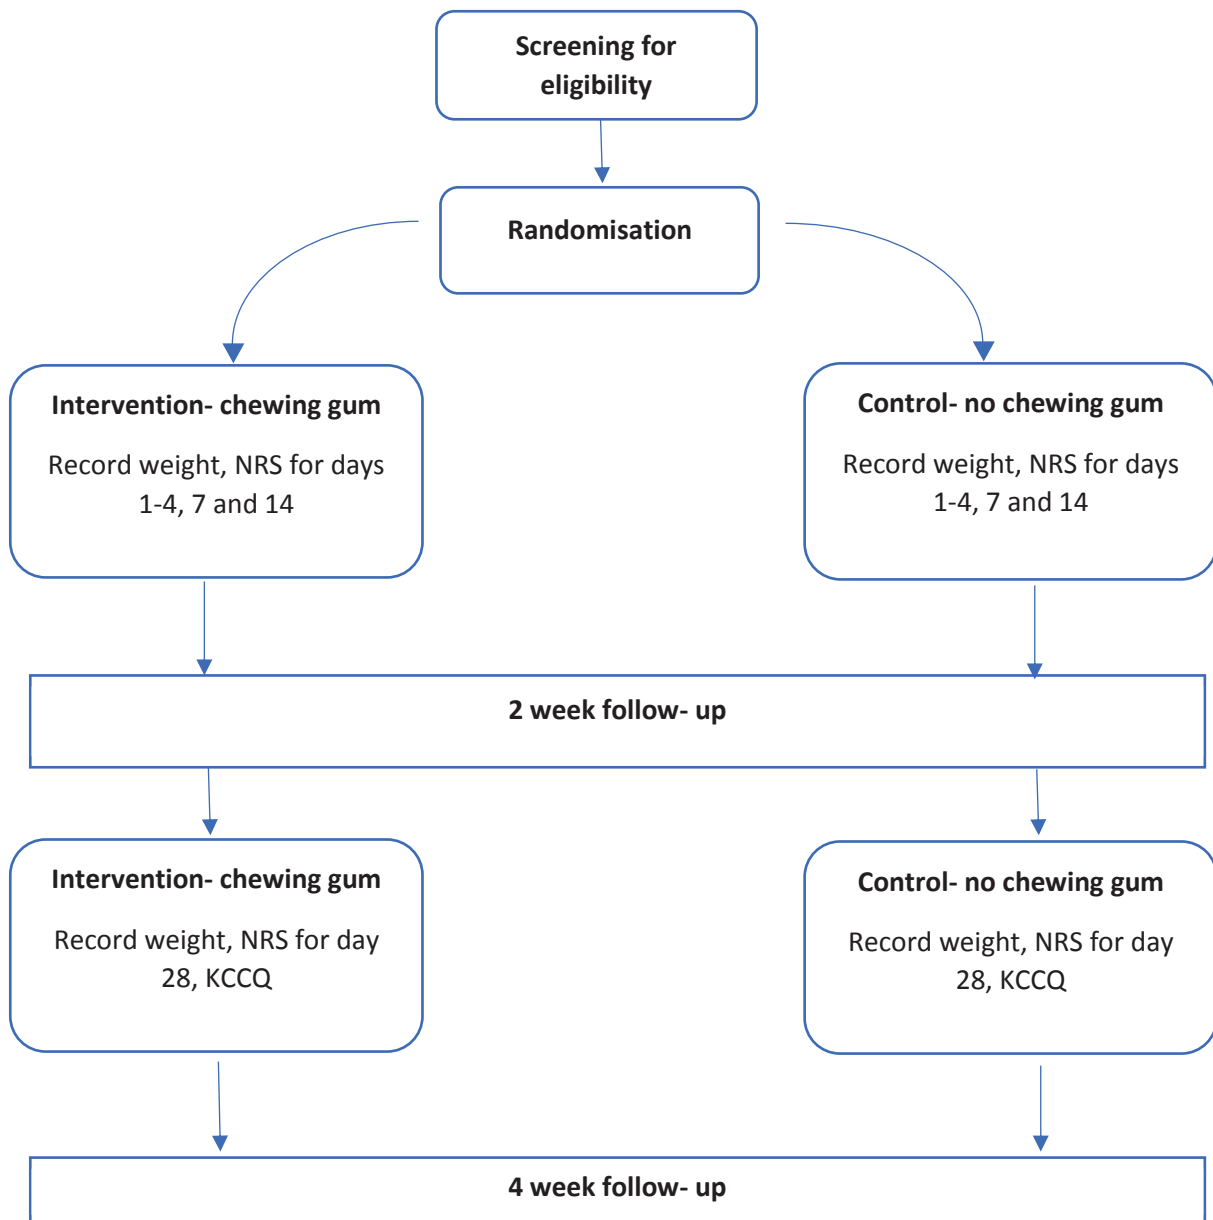 Screening for
eligibility
Randomisation
Intervention- chewing gum
Record weight, NRS for days
1-4, 7 and 14
Control- no chewing gum
Record weight, NRS for days
1-4, 7 and 14
2 week follow- up
Intervention- chewing gum
Record weight, NRS for day
28, KCCQ
Control- no chewing gum
Record weight, NRS for day
28, KCCQ
4 week follow- up